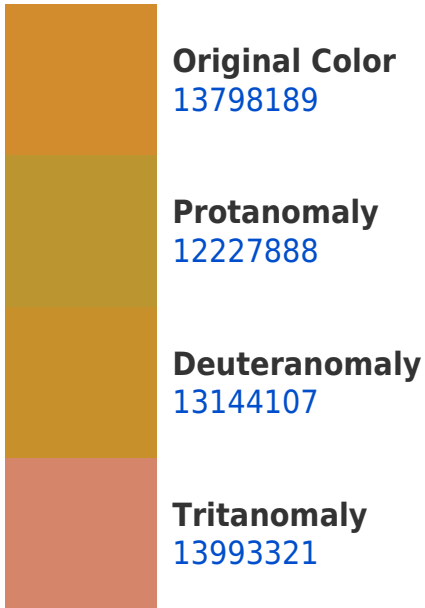 Original Color
13798189
Protanomaly
12227888
Deuteranomaly
13144107
Tritanomaly
13993321